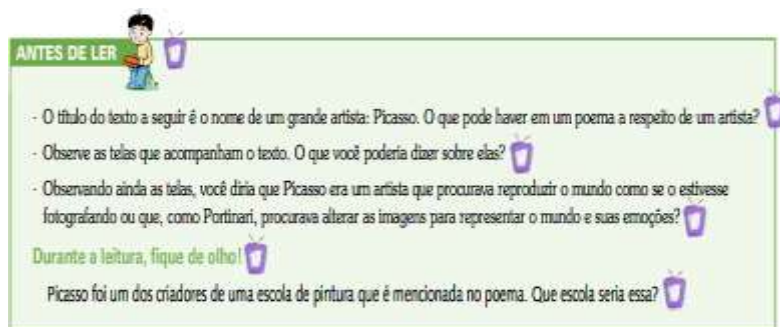 ANTES DE LER
- O título do texto a seguir é o nome de um grande artista: Picasso. O que pode haver em um poema a respeito de um artista?
- Observe as telas que acompanham o texto. O que você poderia dizer sobre elas?
- Observando ainda as telas, você diria que Picasso era um artista que procurava reproduzir o mundo como se o estivesse
fotografando ou que, como Portinari, procurava alterar as imagens para representar o mundo e suas emoções?
Durante a leitura, fique de olho!
Picasso foi um dos criadores de uma escola de pintura que é mencionada no poema. Que escola seria essa?